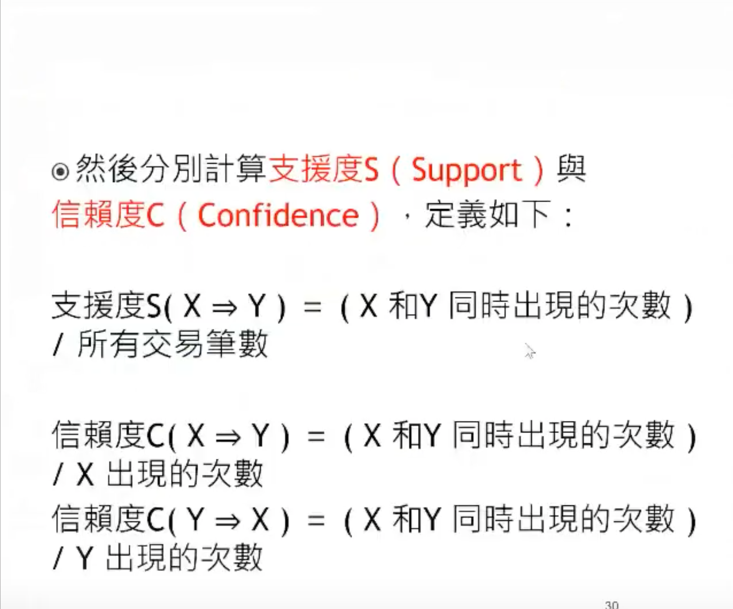 ⦿然後分別計算支援度S（Support）與
信賴度C（Confidence），定義如下：
支援度S( X ⇒ Y ) = ( X 和Y 同時出現的次數 )
/ 所有交易筆數
信賴度C( X ⇒ Y ) = ( X 和Y 同時出現的次數 )
/ X 出現的次數
信賴度C( Y ⇒ X ) = ( X 和Y 同時出現的次數 )
/ Y 出現的次數
30